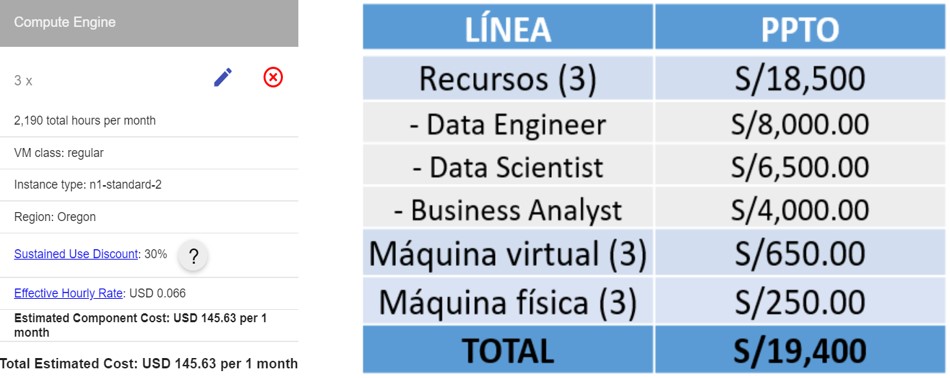 Compute Engine
3 x
2,190 total hours per month
VM class: regular
Instance type: n1-standard-2
Region: Oregon
Sustained Use Discount: 30% ?
Effective Hourly Rate: USD 0.066
Estimated Component Cost: USD 145.63 per 1
month
Total Estimated Cost: USD 145.63 per 1 month
LÍNEA PPTO
Recursos (3) S/18,500
- Data Engineer S/8,000.00
- Data Scientist S/6,500.00
- Business Analyst S/4,000.00
Máquina virtual (3) S/650.00
Máquina física (3) S/250.00
TOTAL S/19,400